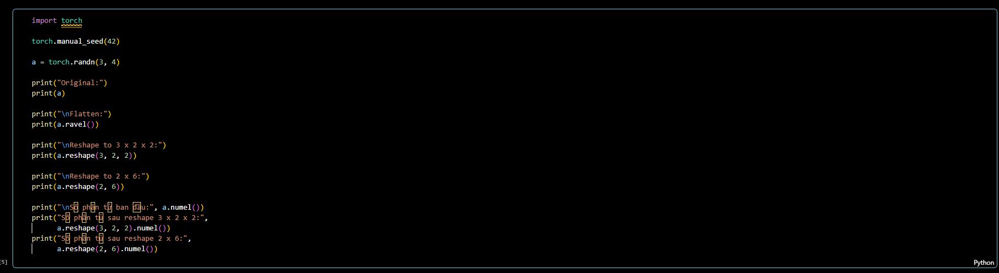 import torch
torch.manual_seed(42)
a = torch.randn(3, 4)
print("Original:")
print(a)
print("\nFlatten:")
print(a.ravel())
print("\nReshape to 3 x 2 x 2:")
print(a.reshape(3, 2, 2))
print("\nReshape to 2 x 6:")
print(a.reshape(2, 6))
print("\nSố phần tử ban đầu:", a.numel())
print("Số phần tử sau reshape 3 x 2 x 2:",
a.reshape(3, 2, 2).numel())
print("Số phần tử sau reshape 2 x 6:",
a.reshape(2, 6).numel())
[5]
Python